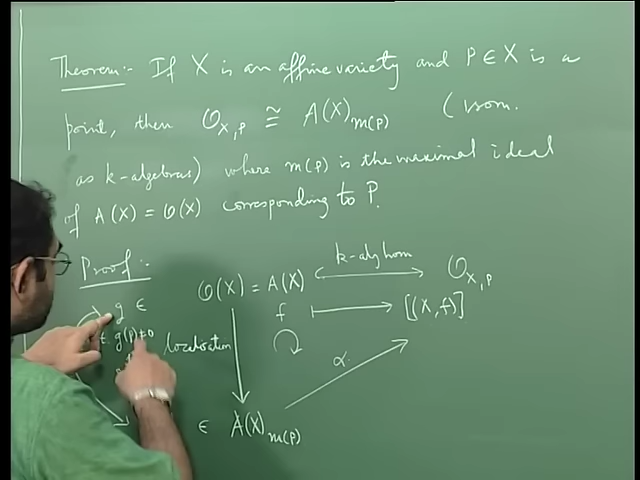 Theorem:- If X is an affine variety and P ∈ X is a
point, then 𝒪_{X,P} ≅ A(X)_{m(P)} (isom.
as k-algebras) where m(P) is the maximal ideal
of A(X) = 𝒪(X) corresponding to P.
Proof:-
k-alg hom
𝒪(X) = A(X) 𝒪_{X,P}
g ∈ f ⟼ [(X, f)]
g(P) ≠ 0 localisation
α
∈ A(X)_{m(P)}